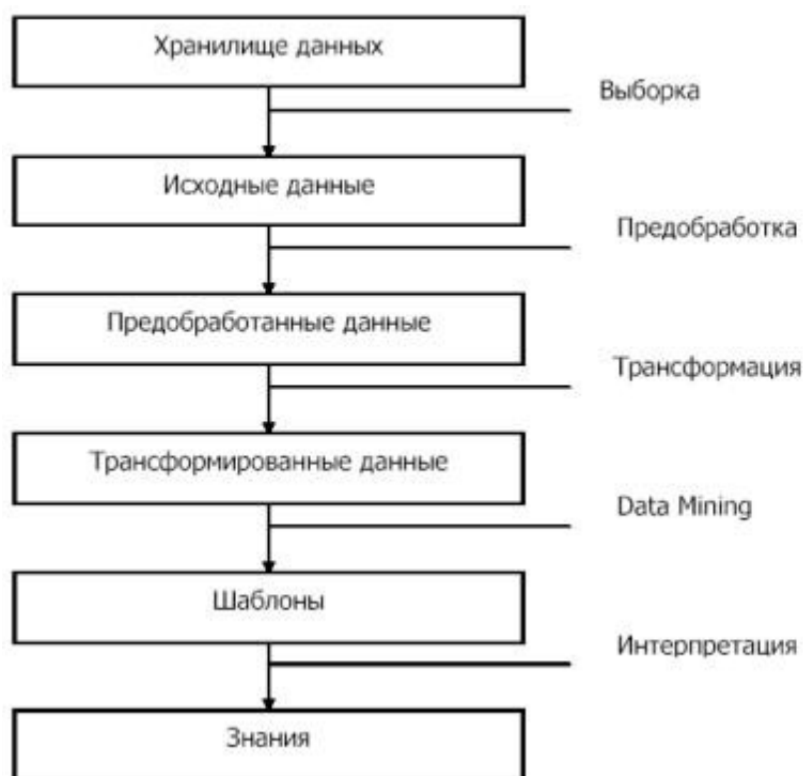 Хранилище данных
Выборка
Исходные данные
Предобработка
Предобработанные данные
Трансформация
Трансформированные данные
Data Mining
Шаблоны
Интерпретация
Знания